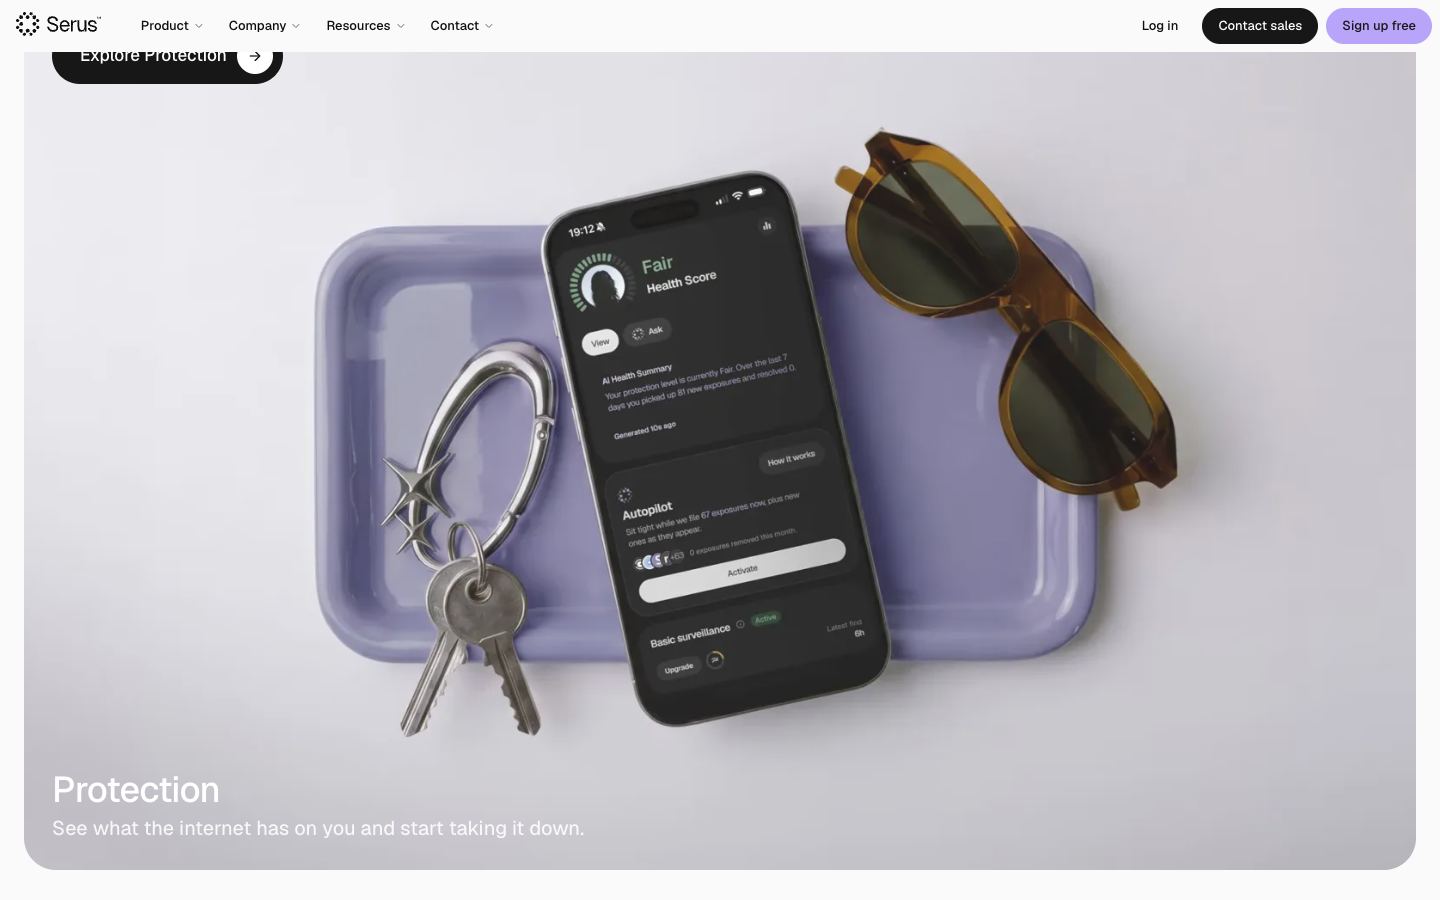 Serus™
Product
Company
Resources
Contact
Log in
Contact sales
Sign up free
Explore Protection
19:12
Fair
Health Score
View
Ask
AI Health Summary
Your protection level is currently Fair. Over the last 7
days you picked up 81 new exposures and resolved 0.
Generated 10s ago
How it works
Autopilot
Sit tight while we file 67 exposures now, plus new
ones as they appear.
+63
0 exposures removed this month.
Activate
Basic surveillance
Active
Latest find
6h
Upgrade
Protection
See what the internet has on you and start taking it down.